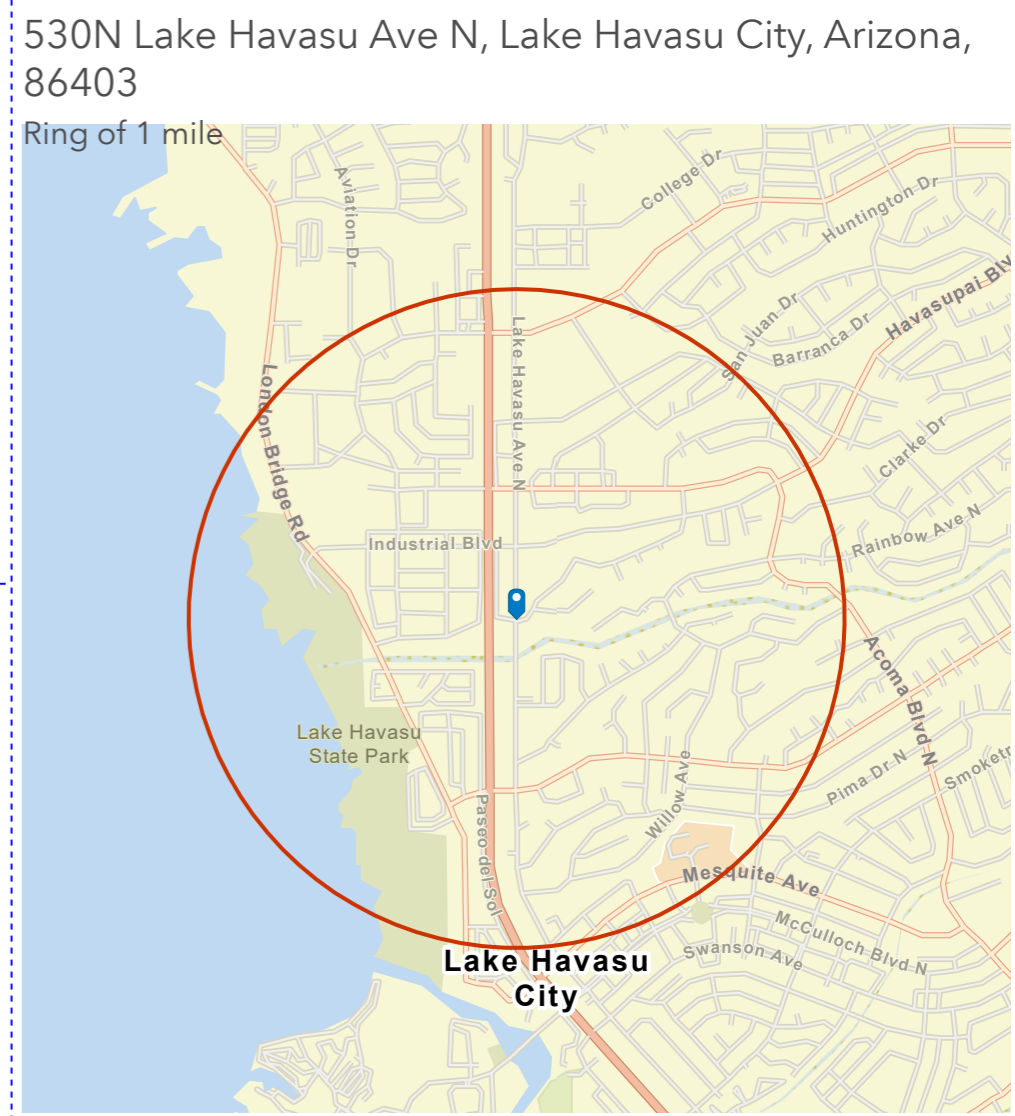 530N Lake Havasu Ave N, Lake Havasu City, Arizona,
86403
Ring of 1 mile
College Dr
Aviation Dr
Huntington Dr
Havasupai Blv
San Juan Dr
Barranca Dr
Lake Havasu Ave N
London Bridge Rd
Clarke Dr
Rainbow Ave N
Industrial Blvd
Acoma Blvd N
Lake Havasu
State Park
Smoketr
Pima Dr N
Willow Ave
Paseo del Sol
Mesquite Ave
McCulloch Blvd N
Swanson Ave
Lake Havasu
City